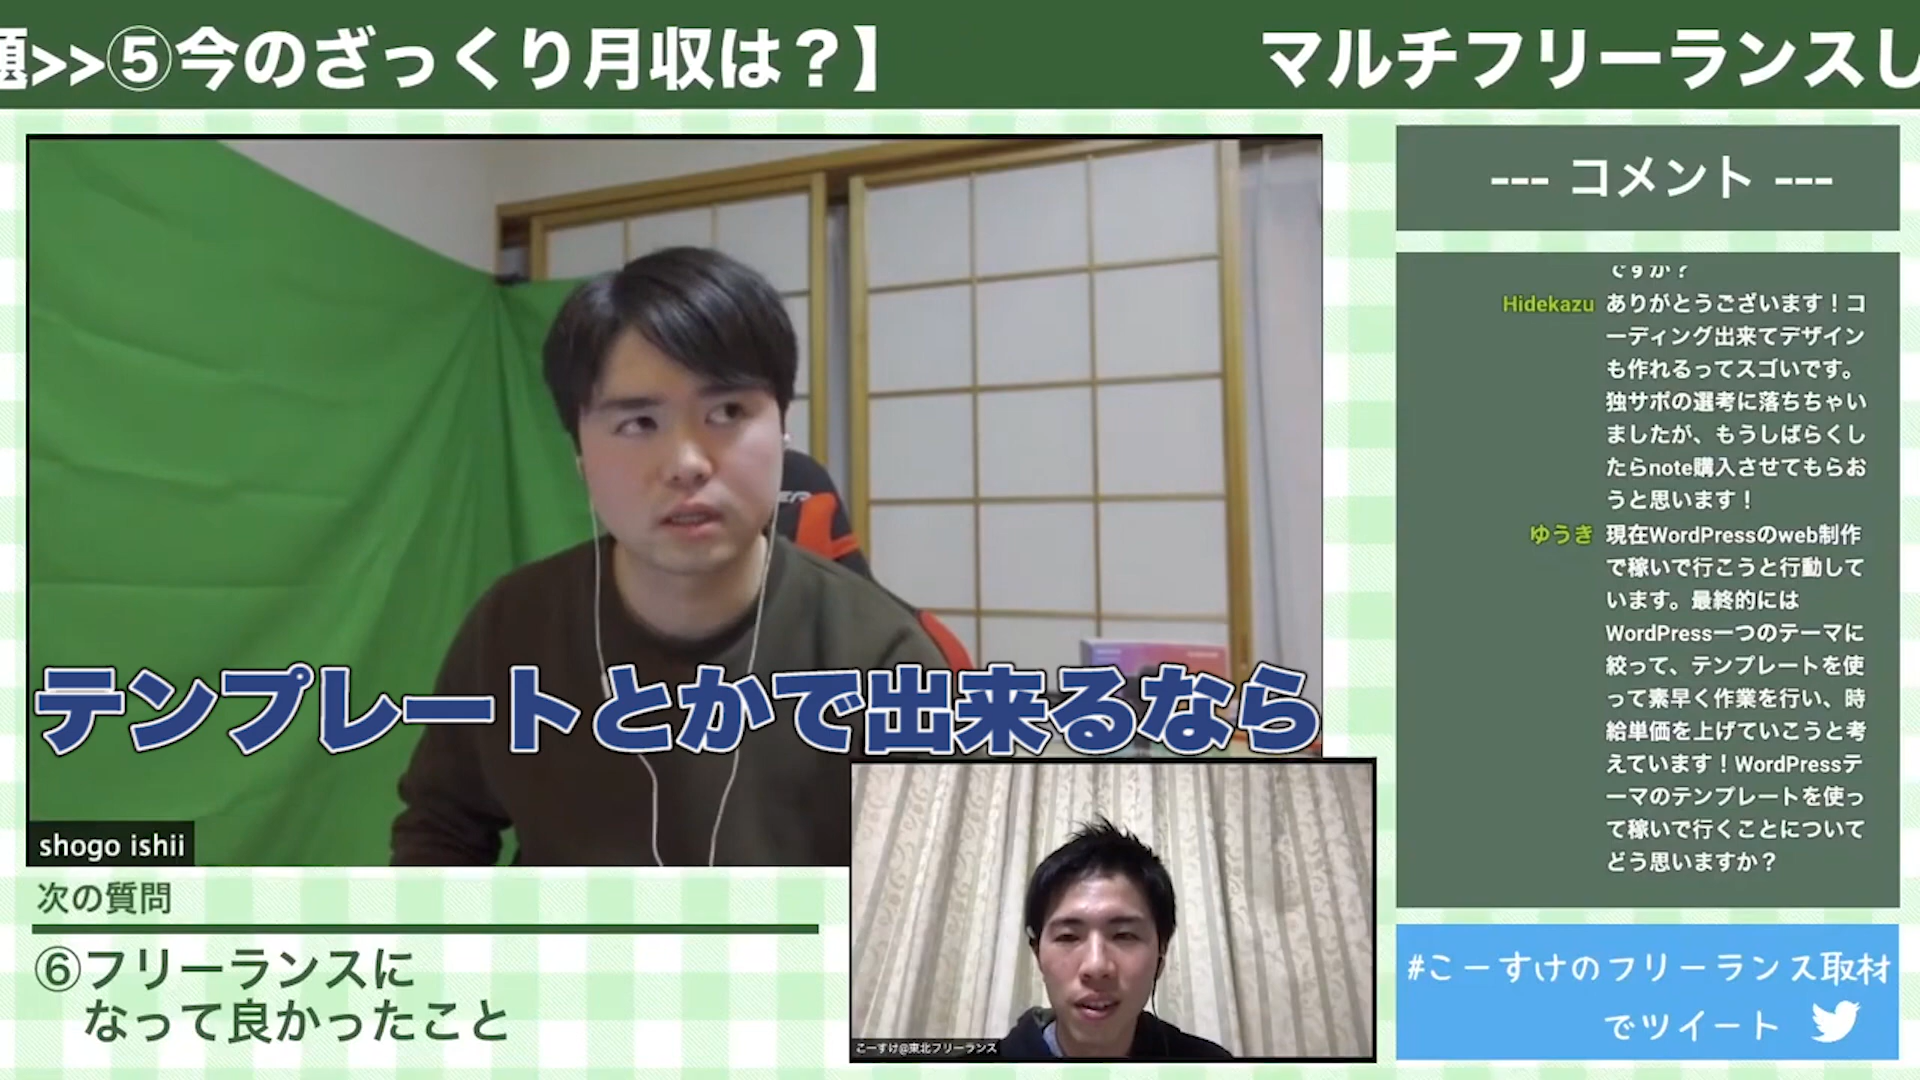 題>>⑤今のざっくり月収は？】
マルチフリーランスし
--- コメント ---
ですか？
Hidekazu ありがとうございます！コ
ーディング出来てデザイン
も作れるってスゴいです。
独サポの選考に落ちちゃい
ましたが、もうしばらくし
たらnote購入させてもらお
うと思います！
ゆうき 現在WordPressのweb制作
で稼いで行こうと行動して
います。最終的には
WordPress一つのテーマに
絞って、テンプレートを使
って素早く作業を行い、時
給単価を上げていこうと考
えています！WordPressテ
ーマのテンプレートを使っ
て稼いで行くことについて
どう思いますか？
テンプレートとかで出来るなら
shogo ishii
次の質問
⑥フリーランスに
なって良かったこと
こーすけ@東北フリーランス
#こーすけのフリーランス取材
でツイート